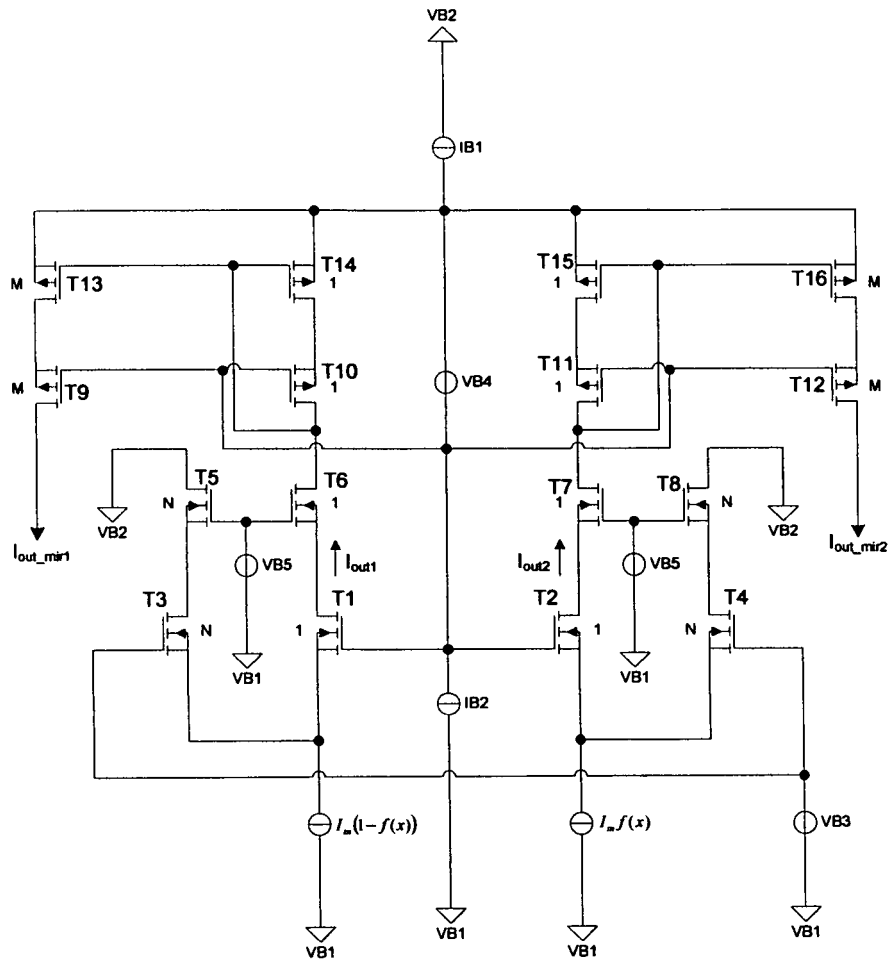 VB2
IB1
T13
M
T14
1
T15
1
T16
M
M
T9
T10
1
VB4
T11
1
T12
M
T5
N
T6
1
T7
1
T8
N
VB2
VB2
I_out_mir1
VB5
I_out1
I_out2
VB5
I_out_mir2
T3
N
T1
1
T2
1
T4
N
VB1
VB1
IB2
I_in(1-f(x))
I_in f(x)
VB3
VB1
VB1
VB1
VB1